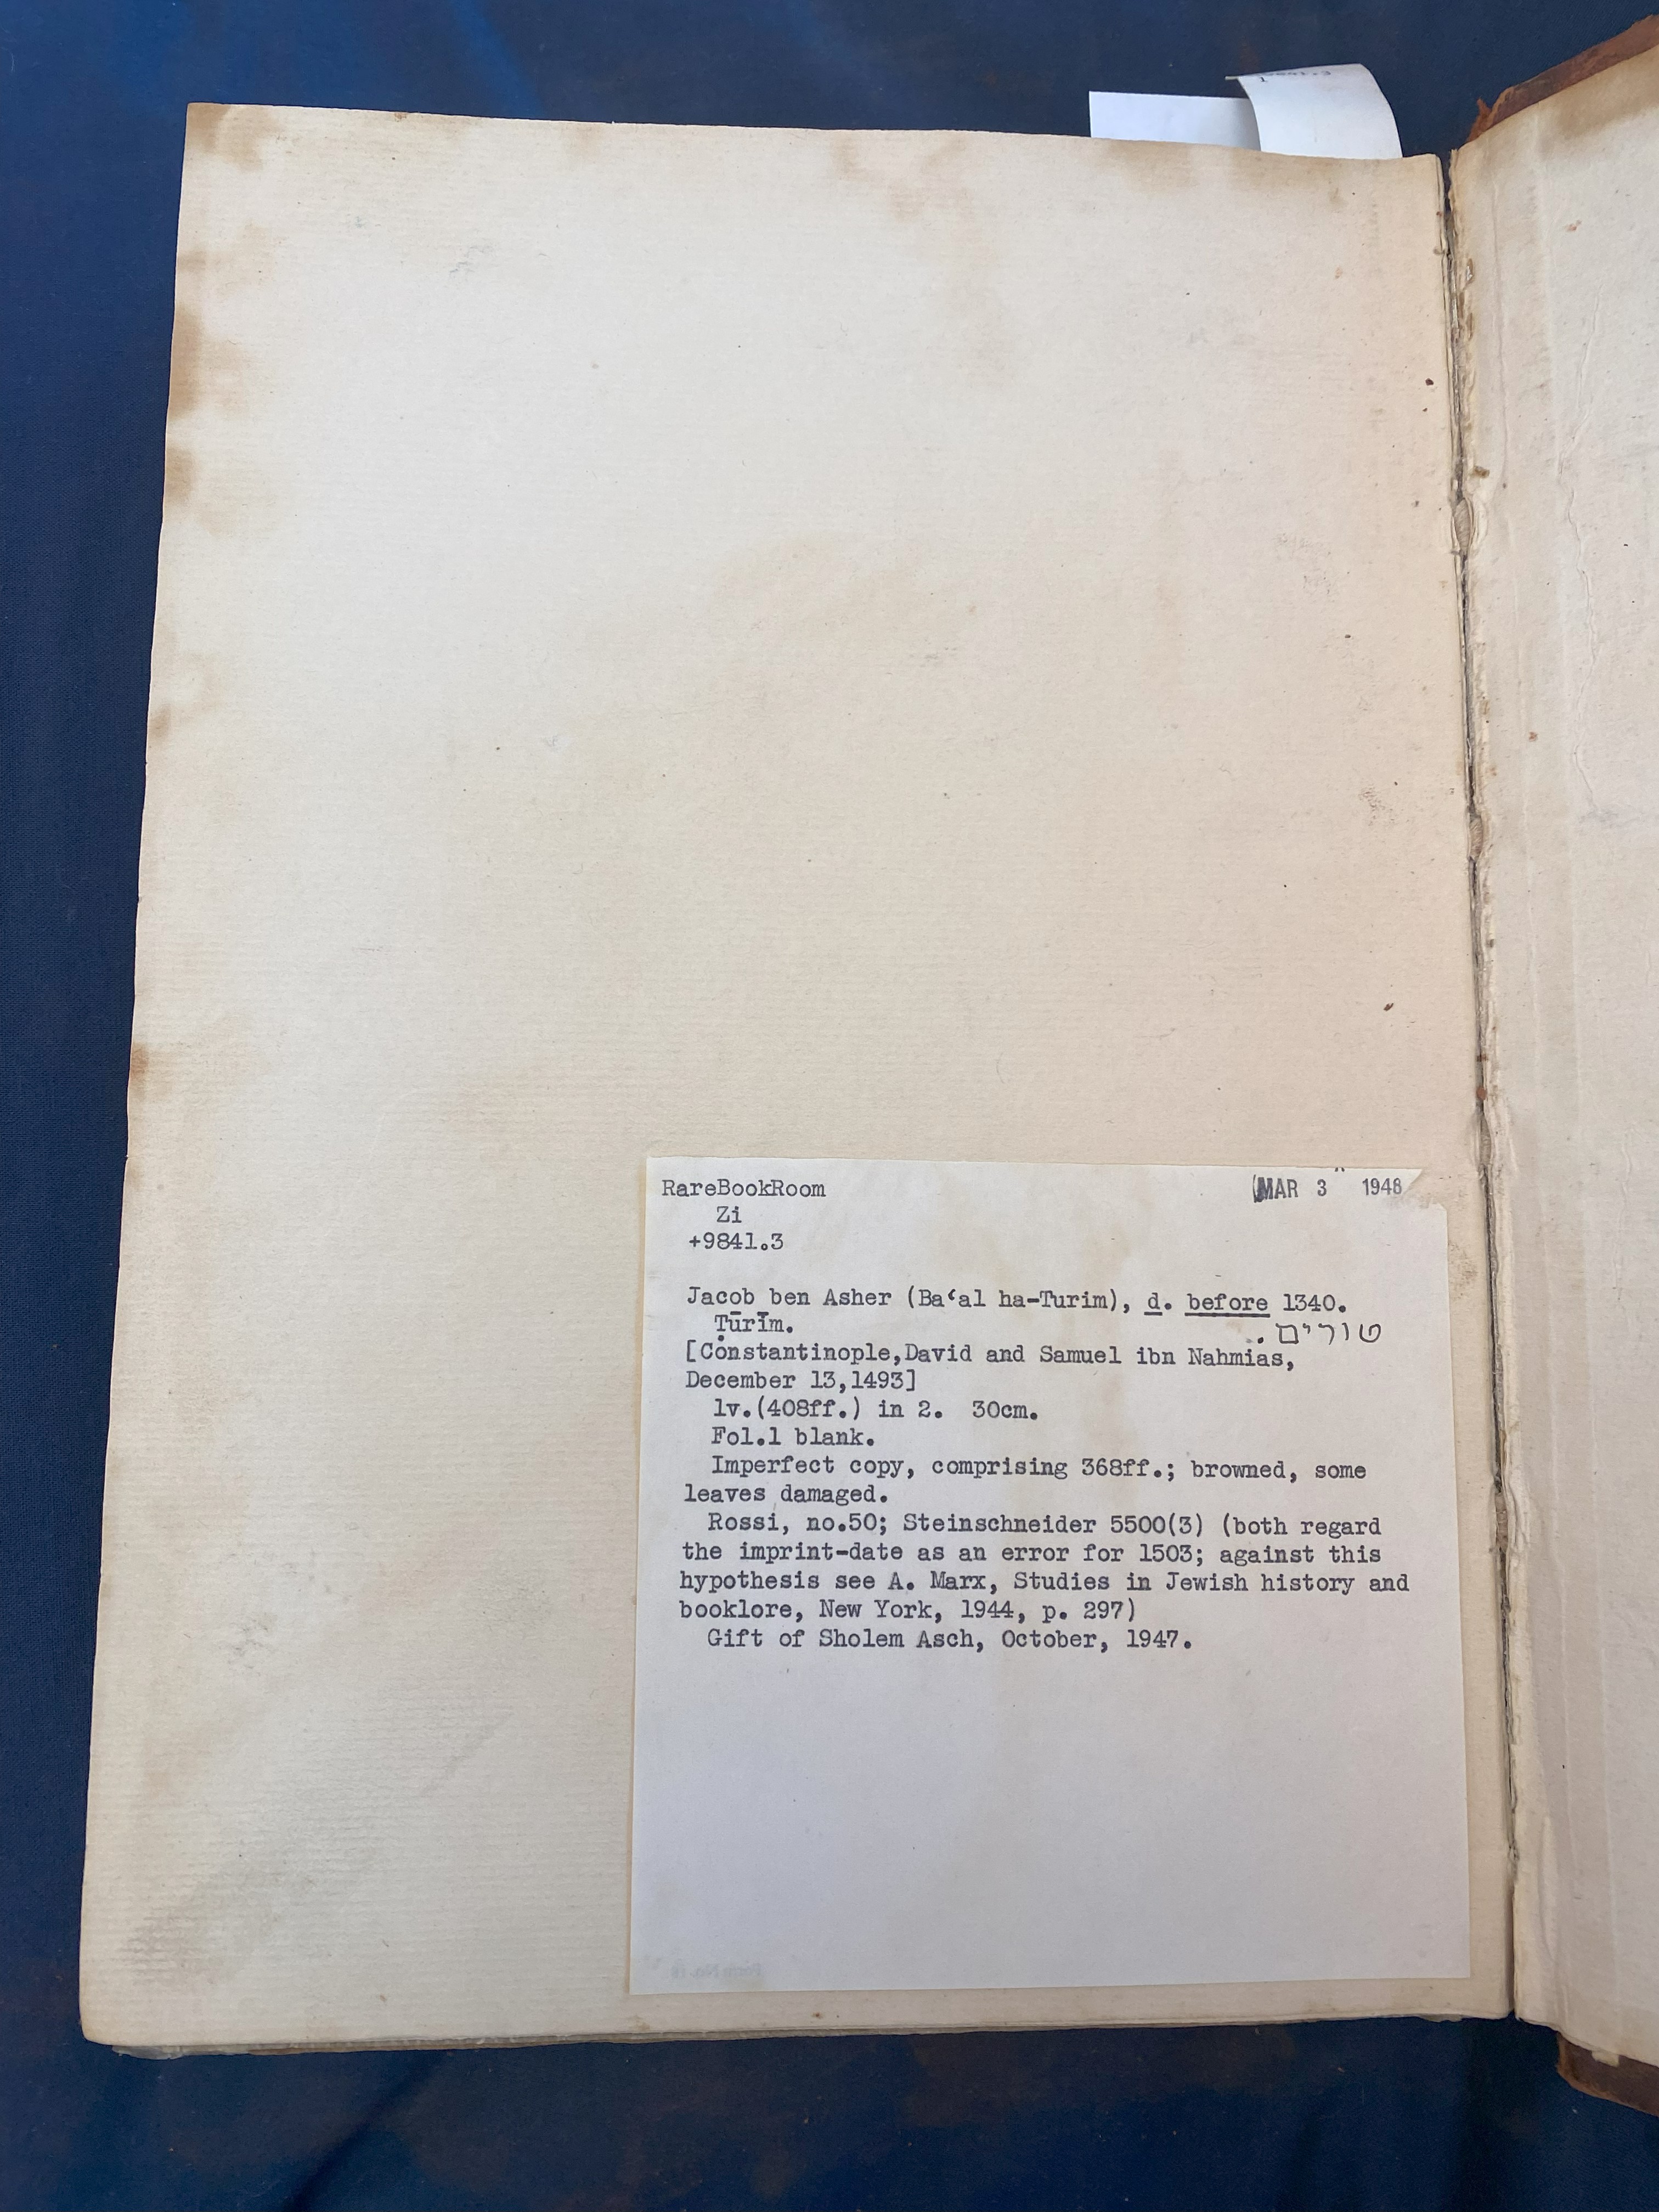 RareBookRoom
MAR 3 1948
Zi
+9841.3
Jacob ben Asher (Ba‘al ha-Turim), d. before 1340.
Ṭūrīm.
טורים.
[Constantinople,David and Samuel ibn Nahmias,
December 13,1493]
1v.(408ff.) in 2. 30cm.
Fol.1 blank.
Imperfect copy, comprising 368ff.; browned, some
leaves damaged.
Rossi, no.50; Steinschneider 5500(3) (both regard
the imprint-date as an error for 1503; against this
hypothesis see A. Marx, Studies in Jewish history and
booklore, New York, 1944, p. 297)
Gift of Sholem Asch, October, 1947.